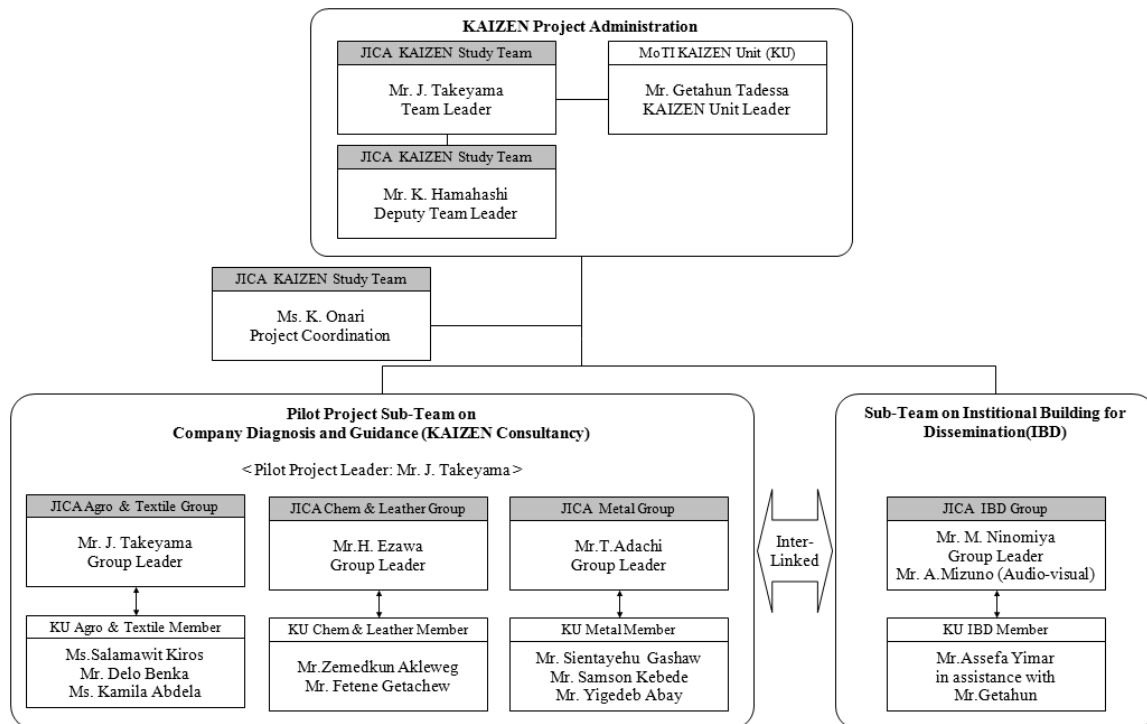 KAIZEN Project Administration
JICA KAIZEN Study Team
Mr. J. Takeyama
Team Leader
MoTI KAIZEN Unit (KU)
Mr. Getahun Tadessa
KAIZEN Unit Leader
JICA KAIZEN Study Team
Mr. K. Hamahashi
Deputy Team Leader
JICA KAIZEN Study Team
Ms. K. Onari
Project Coordination
Pilot Project Sub-Team on
Company Diagnosis and Guidance (KAIZEN Consultancy)
<Pilot Project Leader: Mr. J. Takeyama>
JICA Agro & Textile Group
Mr. J. Takeyama
Group Leader
KU Agro & Textile Member
Ms.Salamawit Kiros
Mr. Delo Benka
Ms. Kamila Abdela
JICA Chem & Leather Group
Mr.H. Ezawa
Group Leader
KU Chem & Leather Member
Mr.Zemedkun Akleweg
Mr. Fetene Getachew
JICA Metal Group
Mr.T.Adachi
Group Leader
KU Metal Member
Mr. Sientayehu Gashaw
Mr. Samson Kebede
Mr. Yigedeb Abay
Inter-
Linked
Sub-Team on Institional Building for
Dissemination(IBD)
JICA IBD Group
Mr. M. Ninomiya
Group Leader
Mr. A.Mizuno (Audio-visual)
KU IBD Member
Mr.Assefa Yimar
in assistance with
Mr.Getahun